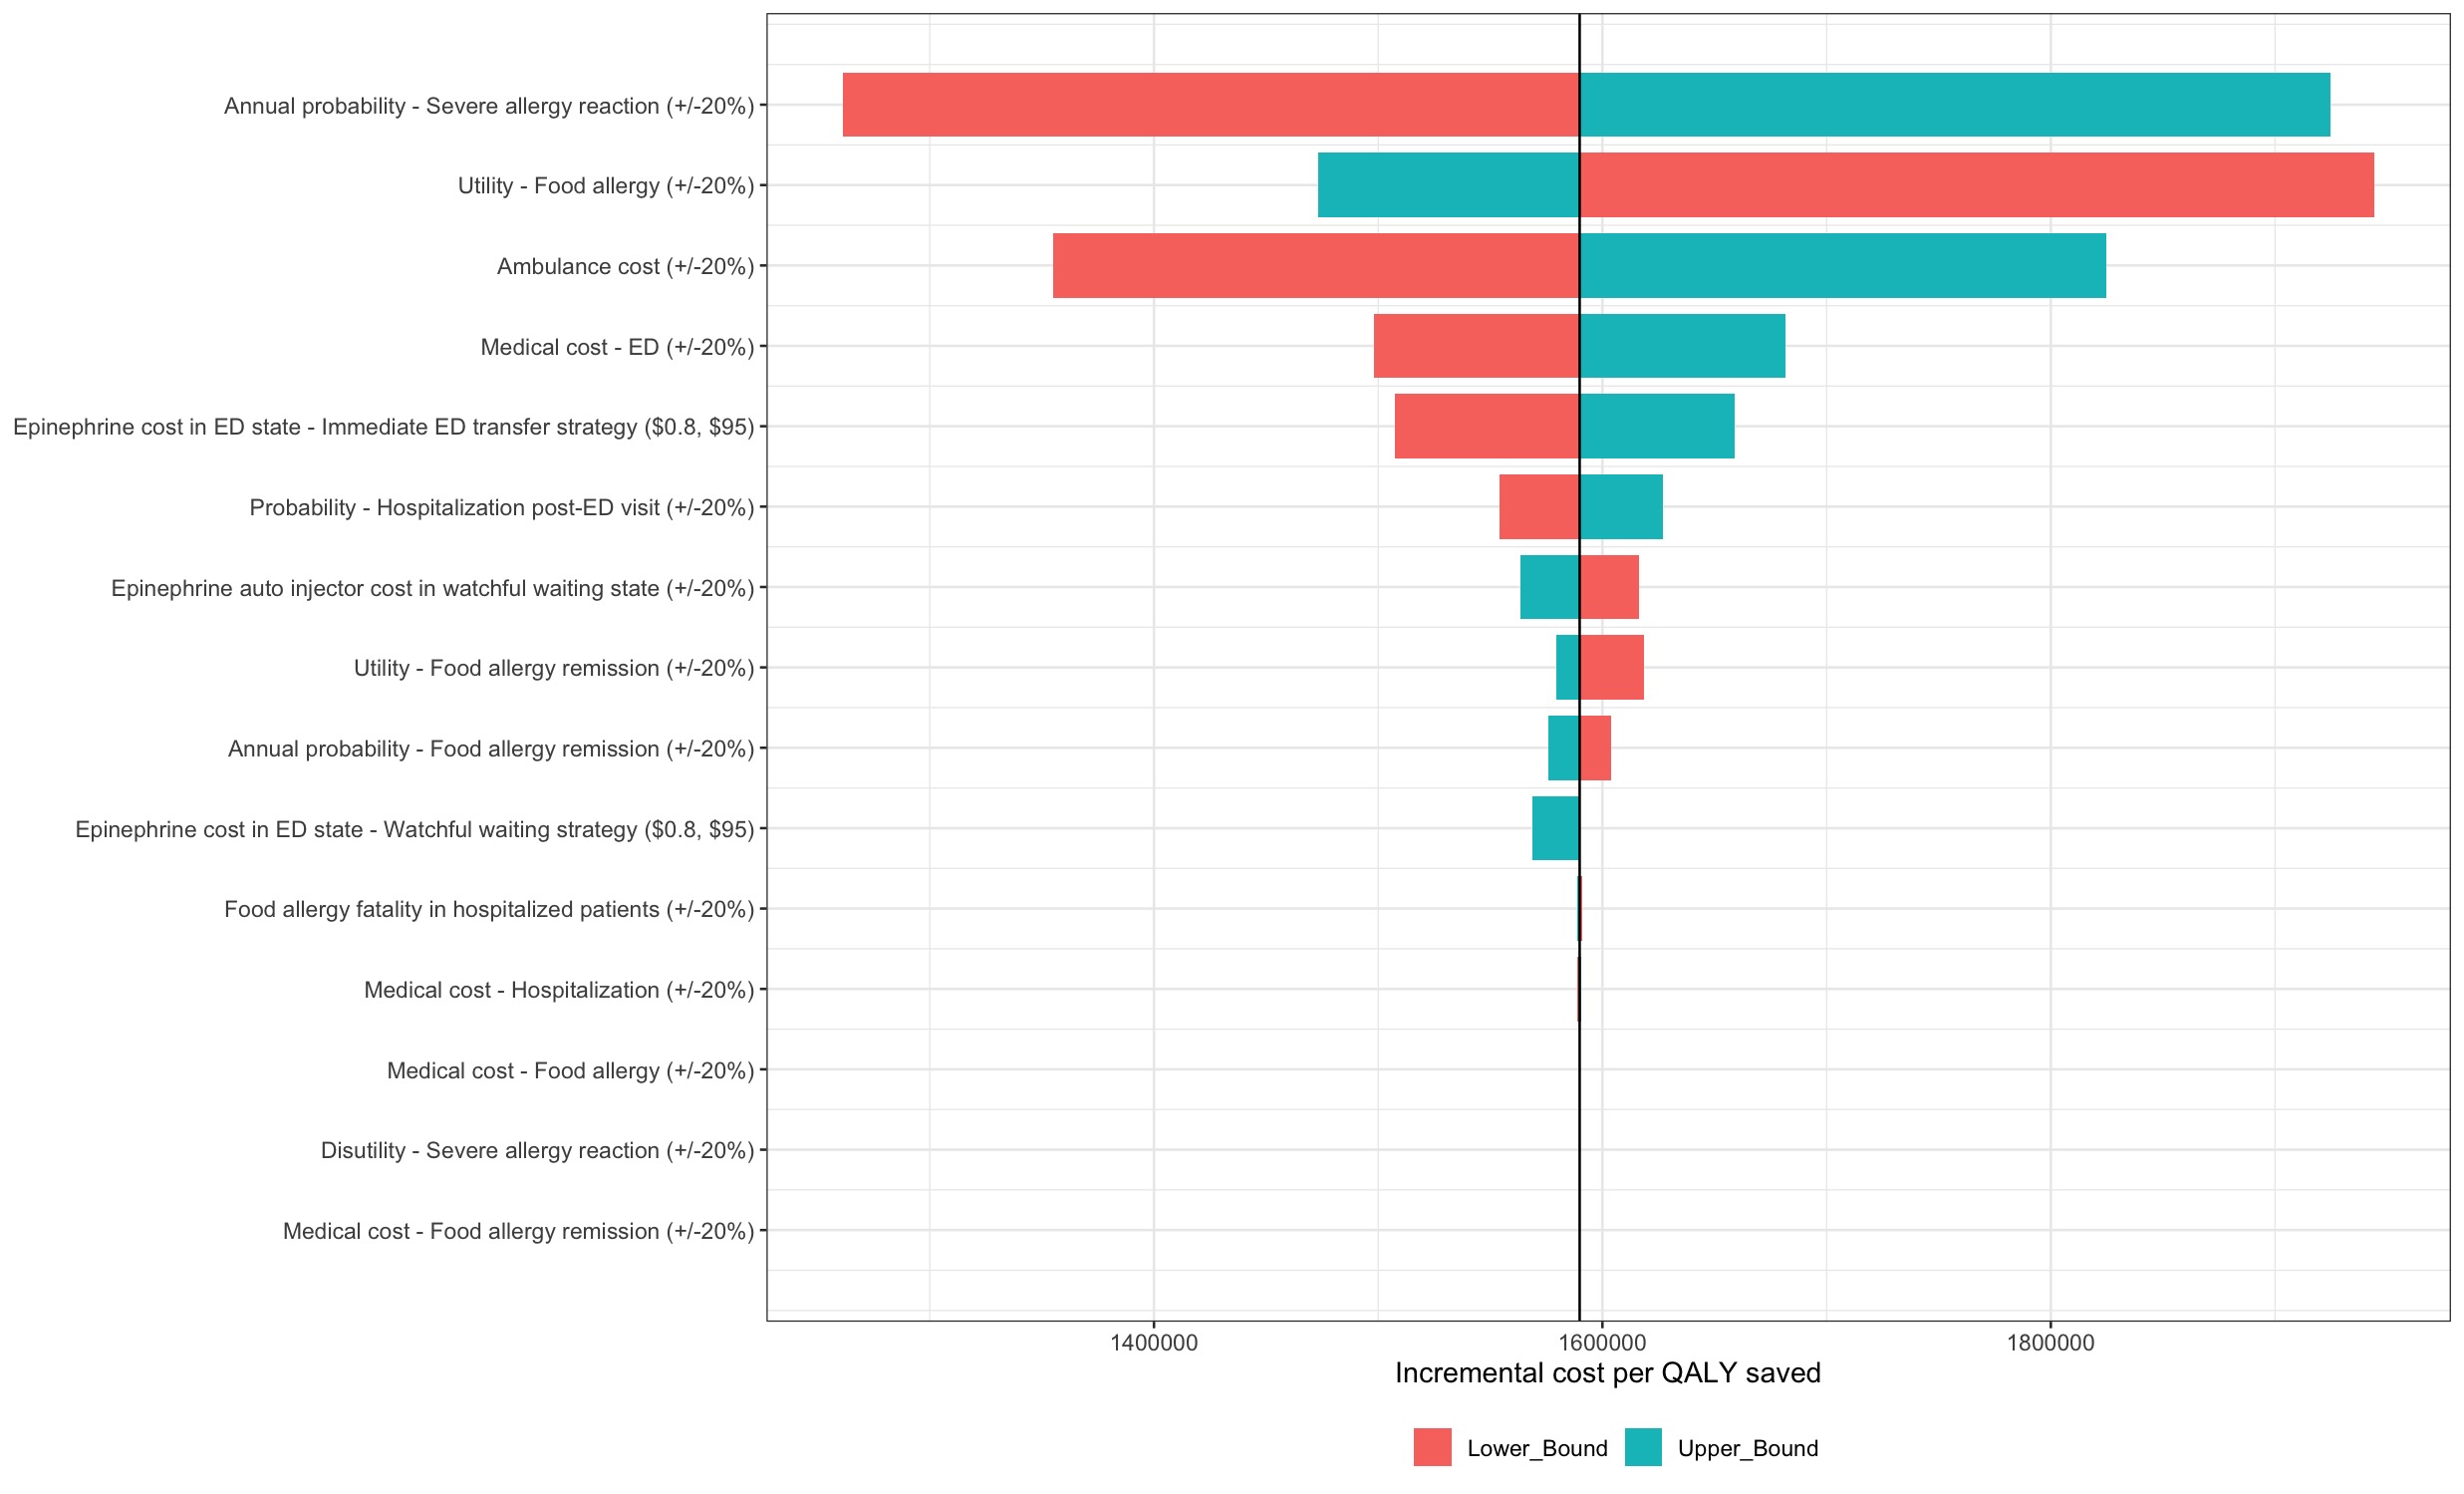 Annual probability - Severe allergy reaction (+/-20%)
Utility - Food allergy (+/-20%)
Ambulance cost (+/-20%)
Medical cost - ED (+/-20%)
Epinephrine cost in ED state - Immediate ED transfer strategy ($0.8, $95)
Probability - Hospitalization post-ED visit (+/-20%)
Epinephrine auto injector cost in watchful waiting state (+/-20%)
Utility - Food allergy remission (+/-20%)
Annual probability - Food allergy remission (+/-20%)
Epinephrine cost in ED state - Watchful waiting strategy ($0.8, $95)
Food allergy fatality in hospitalized patients (+/-20%)
Medical cost - Hospitalization (+/-20%)
Medical cost - Food allergy (+/-20%)
Disutility - Severe allergy reaction (+/-20%)
Medical cost - Food allergy remission (+/-20%)
1400000 1600000 1800000
Incremental cost per QALY saved
Lower_Bound Upper_Bound